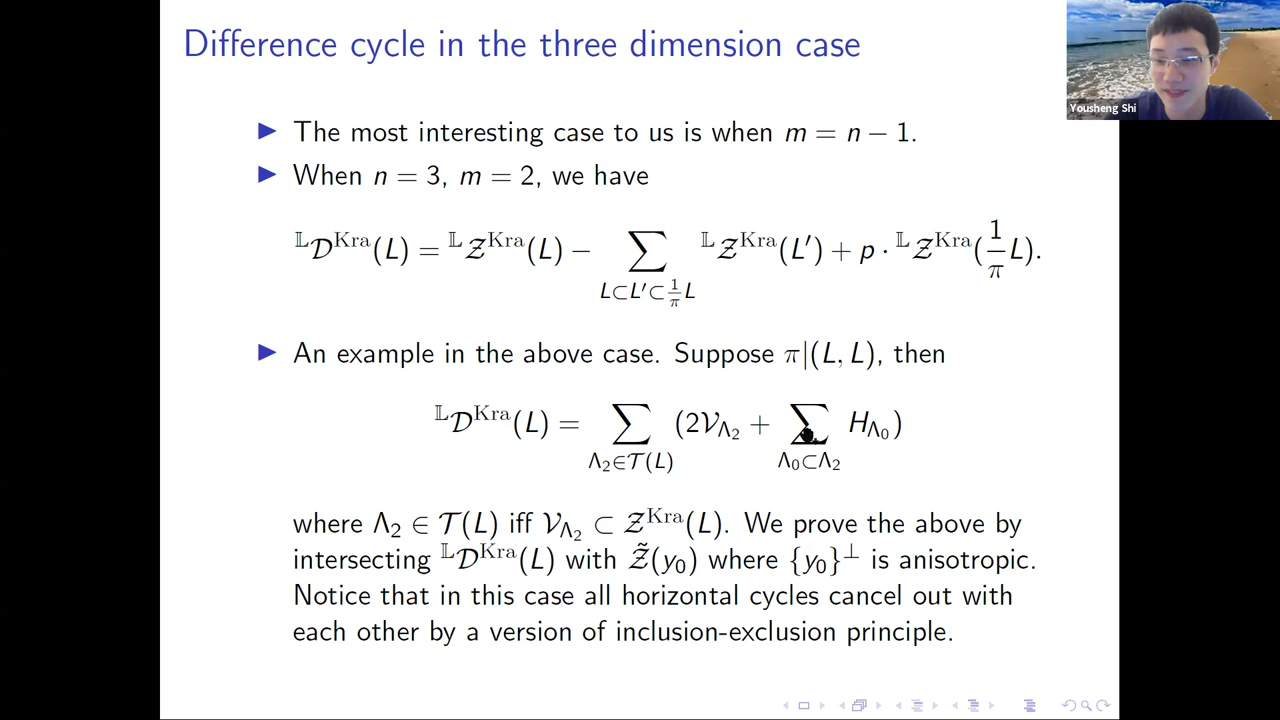 Difference cycle in the three dimension case
Yousheng Shi
▶ The most interesting case to us is when m = n − 1.
▶ When n = 3, m = 2, we have
𝕃𝒟^Kra(L) = 𝕃𝒵^Kra(L) − ∑_{L⊂L′⊂1/π L} 𝕃𝒵^Kra(L′) + p · 𝕃𝒵^Kra(1/π L).
▶ An example in the above case. Suppose π|(L, L), then
𝕃𝒟^Kra(L) = ∑_{Λ₂∈𝒯(L)} (2𝒱_{Λ₂} + ∑_{Λ₀⊂Λ₂} H_{Λ₀})
where Λ₂ ∈ 𝒯(L) iff 𝒱_{Λ₂} ⊂ 𝒵^Kra(L). We prove the above by
intersecting 𝕃𝒟^Kra(L) with 𝒵̃(y₀) where {y₀}^⊥ is anisotropic.
Notice that in this case all horizontal cycles cancel out with
each other by a version of inclusion-exclusion principle.